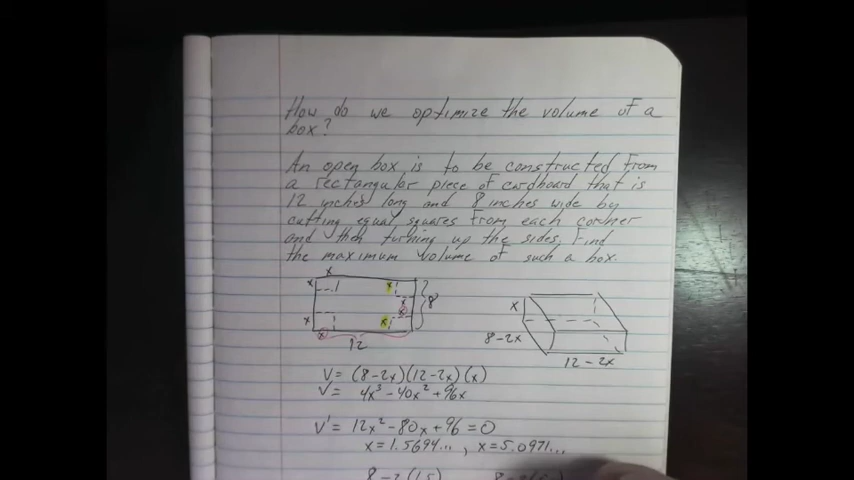 How do we optimize the volume of a
box?
An open box is to be constructed from
a rectangular piece of cardboard that is
12 inches long and 8 inches wide by
cutting equal squares from each corner
and then turning up the sides. Find
the maximum volume of such a box.
x
x x
x
x 8"
x x
x
12
x
8-2x
12-2x
V= (8-2x)(12-2x)(x)
V= 4x³-40x²+96x
V'= 12x²-80x+96=0
x=1.5694..., x=5.0971...